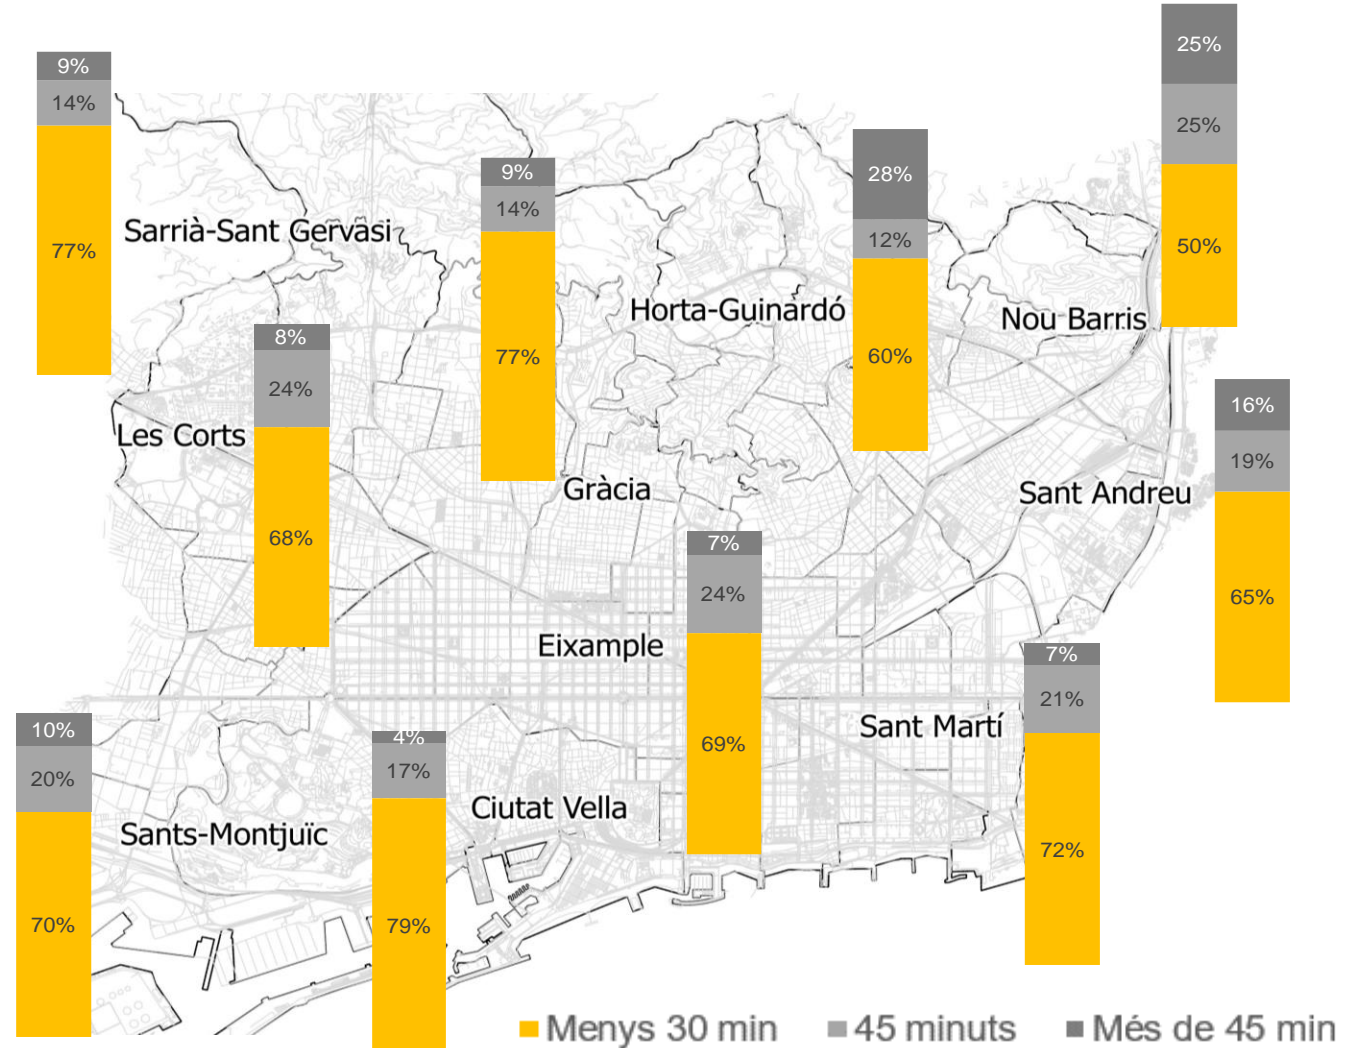 25%
25%
50%
9%
14%
77%
Sarrià-Sant Gervasi
9%
14%
77%
28%
12%
60%
Horta-Guinardó
Nou Barris
8%
24%
68%
Les Corts
16%
19%
65%
Gràcia
Sant Andreu
7%
24%
69%
Eixample
7%
21%
72%
Sant Martí
10%
20%
70%
Sants-Montjuïc
4%
17%
79%
Ciutat Vella
Menys 30 min 45 minuts Més de 45 min